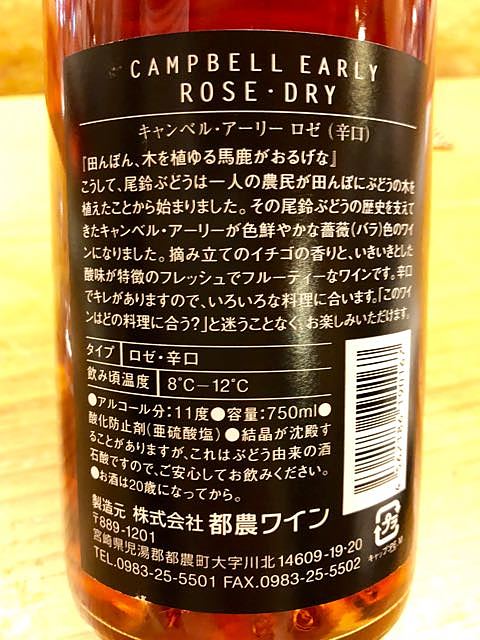 CAMPBELL EARLY
ROSE・DRY
キャンベル・アーリー ロゼ (辛口)
『田んぼん、木を植ゆる馬鹿がおるげな』
こうして、尾鈴ぶどうは一人の農民が田んぼにぶどうの木を
植えたことから始まりました。その尾鈴ぶどうの歴史を支えて
きたキャンベル・アーリーが色鮮やかな薔薇(バラ)色のワイ
ンになりました。摘み立てのイチゴの香りと、いきいきとした
酸味が特徴のフレッシュでフルーティーなワインです。辛口
でキレがありますので、いろいろな料理に合います。「このワイ
ンはどの料理に合う?」と迷うことなく、お楽しみいただけます。
タイプ ロゼ・辛口
飲み頃温度 8℃−12℃
●アルコール分:11度●容量:750ml●
酸化防止剤(亜硫酸塩)●結晶が沈殿す
ることがありますが、これはぶどう由来の酒
石酸ですので、ご安心してお飲みください。
●お酒は20歳になってから。
製造元 株式会社 都農ワイン
〒889-1201
宮崎県児湯郡都農町大字川北14609-19・20
TEL.0983-25-5501 FAX.0983-25-5502